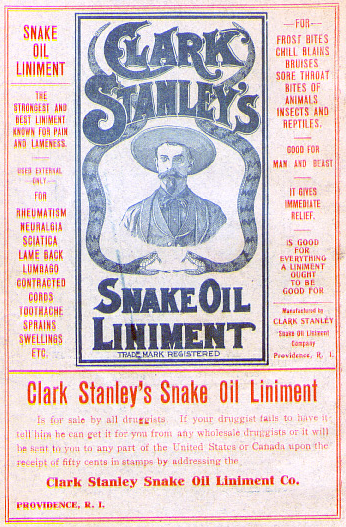 SNAKE
OIL
LINIMENT
THE
STRONGEST AND
BEST LINIMENT
KNOWN FOR PAIN
AND LAMENESS.
USED EXTERNAL
ONLY
FOR
RHEUMATISM
NEURALGIA
SCIATICA
LAME BACK
LUMBAGO
CONTRACTED
CORDS
TOOTHACHE
SPRAINS
SWELLINGS
ETC.
CLARK
STANLEY'S
SNAKE OIL
LINIMENT
TRADE MARK REGISTERED
—FOR—
FROST BITES
CHILL BLAINS
BRUISES
SORE THROAT
BITES OF
ANIMALS
INSECTS AND
REPTILES.
GOOD FOR
MAN AND BEAST
IT GIVES
IMMEDIATE
RELIEF.
IS GOOD
FOR
EVERYTHING
A LINIMENT
OUGHT
TO BE
GOOD FOR
Manufactured by
CLARK STANLEY
Snake Oil Liniment
Company
Providence, R. I.
Clark Stanley's Snake Oil Liniment
Is for sale by all druggists. If your druggist fails to have it
tell him he can get it for you from any wholesale druggists or it will
be sent to you to any part of the United States or Canada upon the
receipt of fifty cents in stamps by addressing the
Clark Stanley Snake Oil Liniment Co.
PROVIDENCE, R. I.